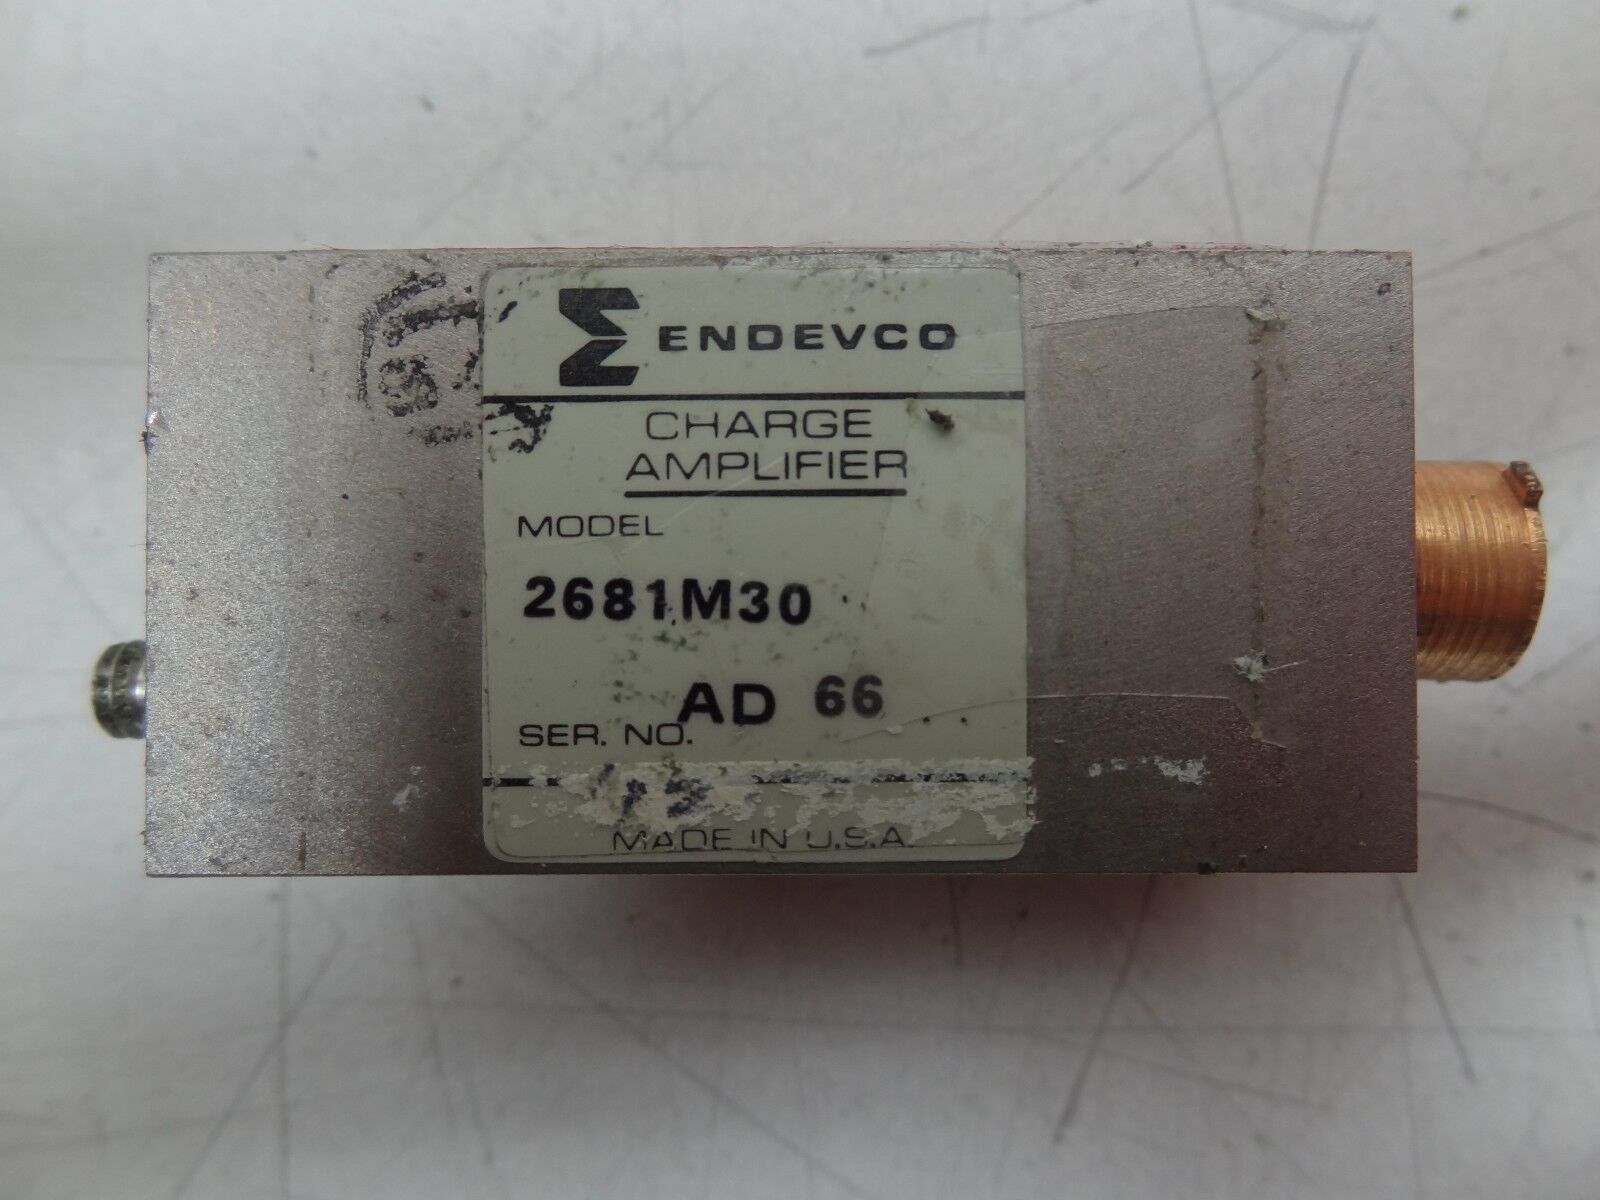 ENDEVCO
CHARGE
AMPLIFIER
MODEL
2681M30
SER. NO. AD 66
MADE IN U.S.A.